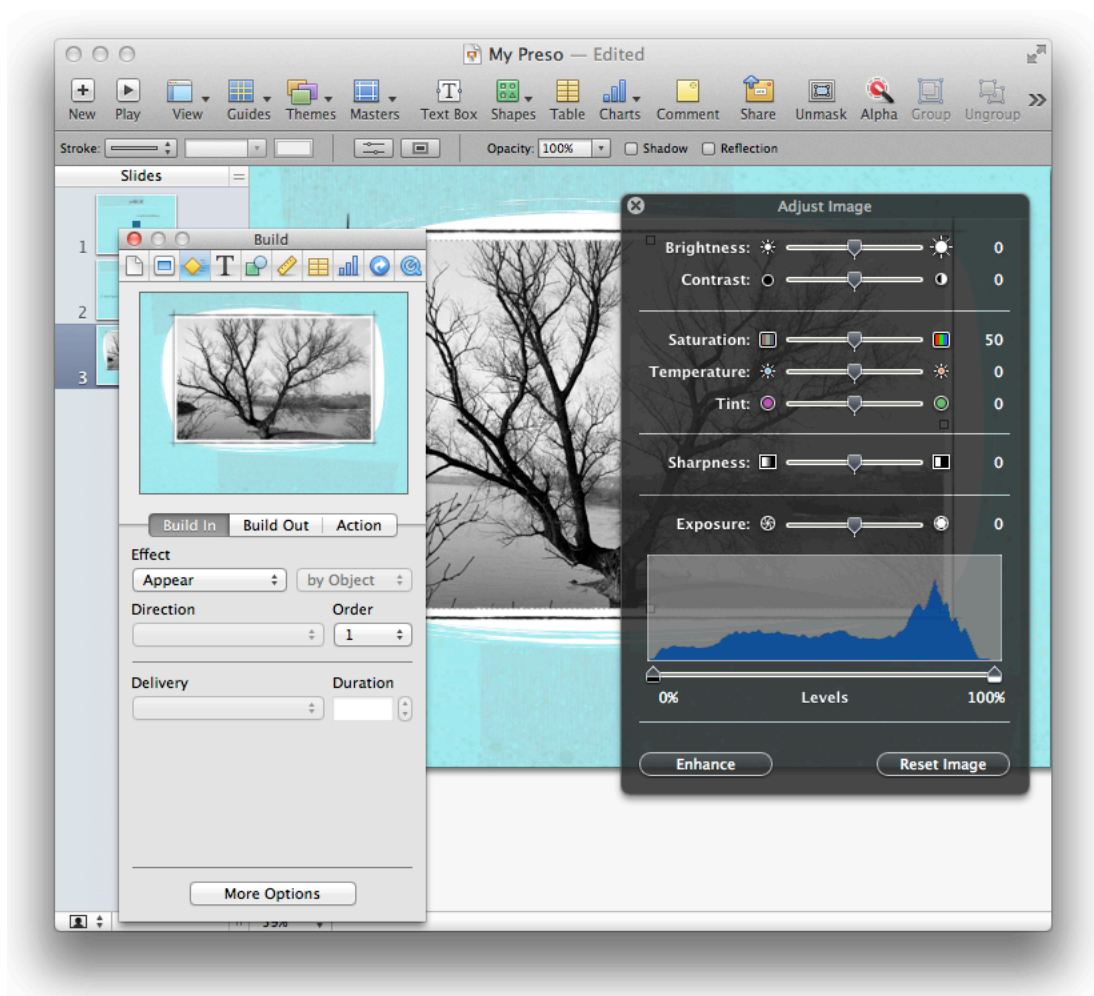 My Preso — Edited
New Play View Guides Themes Masters Text Box Shapes Table Charts Comment Share Unmask Alpha Group Ungroup
Stroke: Opacity: 100% Shadow Reflection
Slides
1
2
3
Build
Build In Build Out Action
Effect
Appear by Object
Direction Order
1
Delivery Duration
More Options
Adjust Image
Brightness: 0
Contrast: 0
Saturation: 50
Temperature: 0
Tint: 0
Sharpness: 0
Exposure: 0
0% Levels 100%
Enhance Reset Image